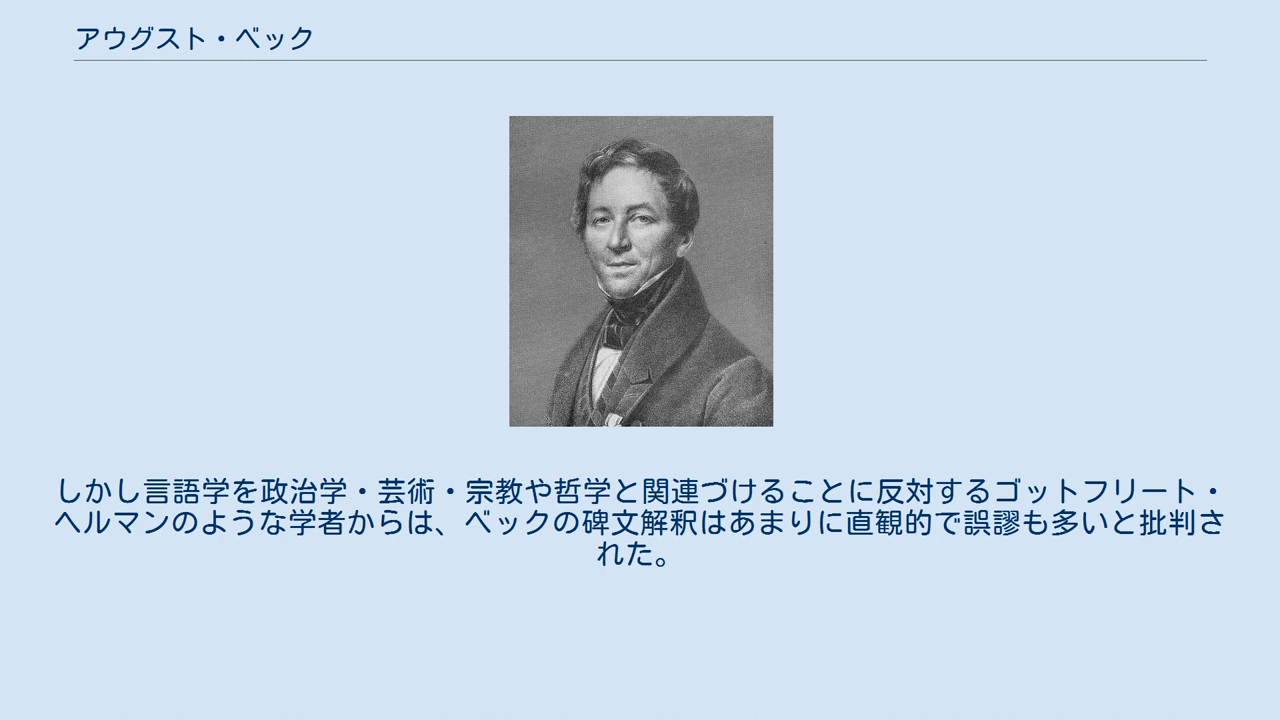 アウグスト・ベック
しかし言語学を政治学・芸術・宗教や哲学と関連づけることに反対するゴットフリート・
ヘルマンのような学者からは、ベックの碑文解釈はあまりに直観的で誤謬も多いと批判さ
れた。